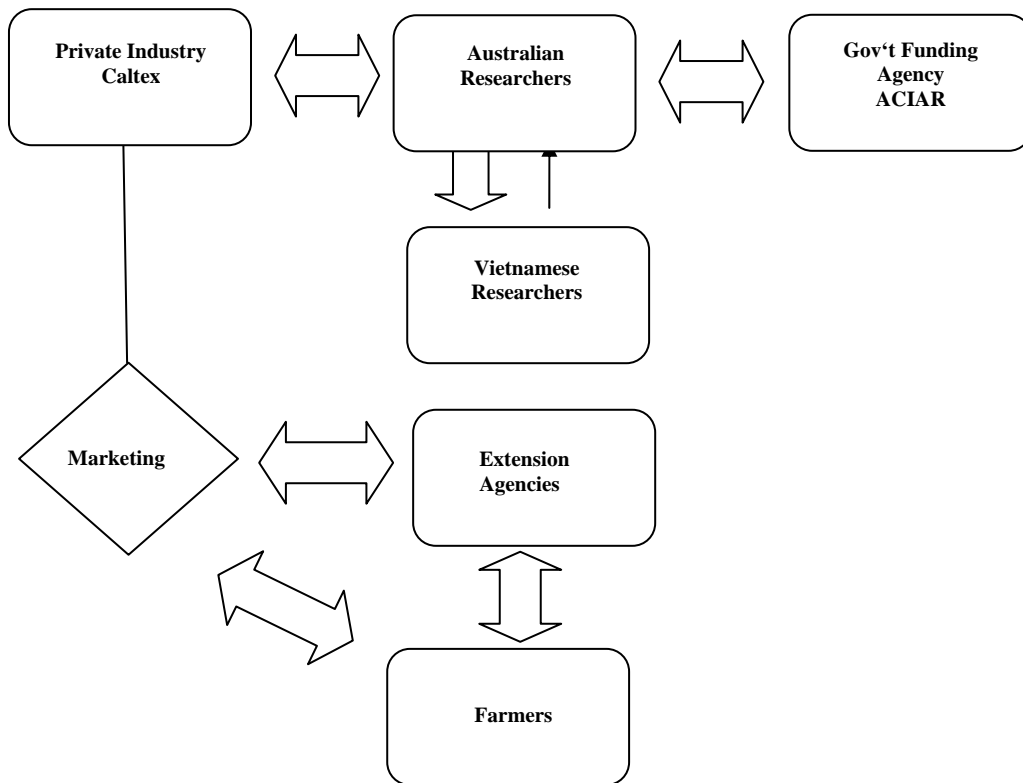 Private Industry
Caltex
Australian
Researchers
Gov‘t Funding
Agency
ACIAR
Vietnamese
Researchers
Marketing
Extension
Agencies
Farmers